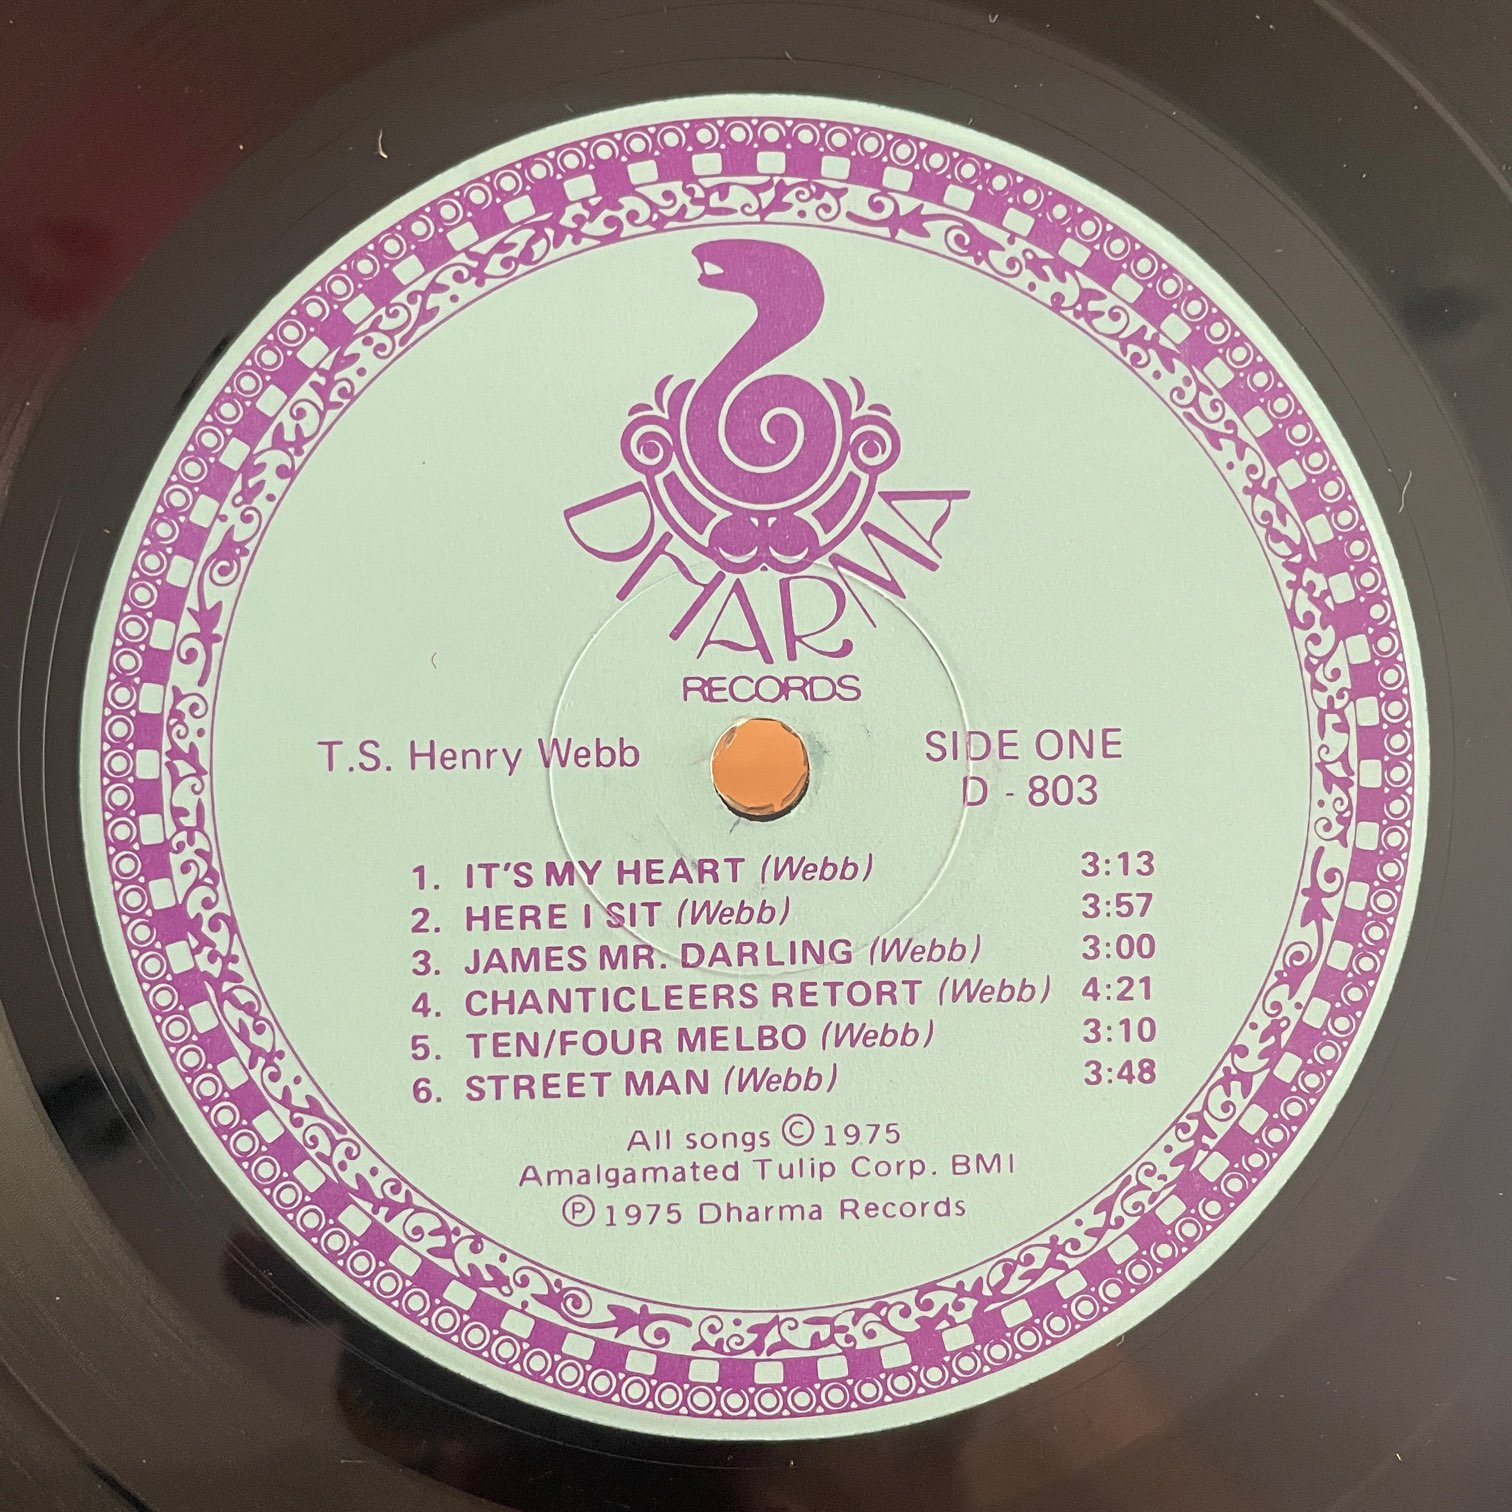 DHARMA
RECORDS
T.S. Henry Webb
SIDE ONE
D - 803
1. IT'S MY HEART (Webb) 3:13
2. HERE I SIT (Webb) 3:57
3. JAMES MR. DARLING (Webb) 3:00
4. CHANTICLEERS RETORT (Webb) 4:21
5. TEN/FOUR MELBO (Webb) 3:10
6. STREET MAN (Webb) 3:48
All songs © 1975
Amalgamated Tulip Corp. BMI
℗ 1975 Dharma Records